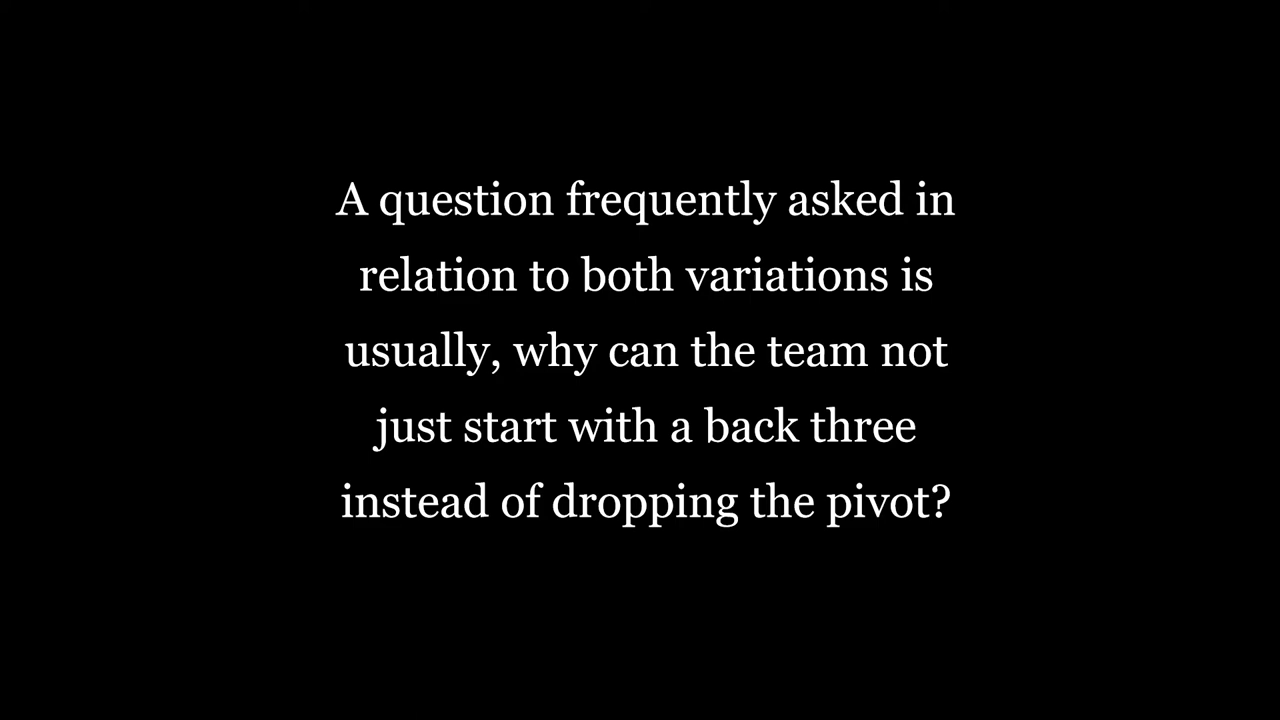 A question frequently asked in
relation to both variations is
usually, why can the team not
just start with a back three
instead of dropping the pivot?